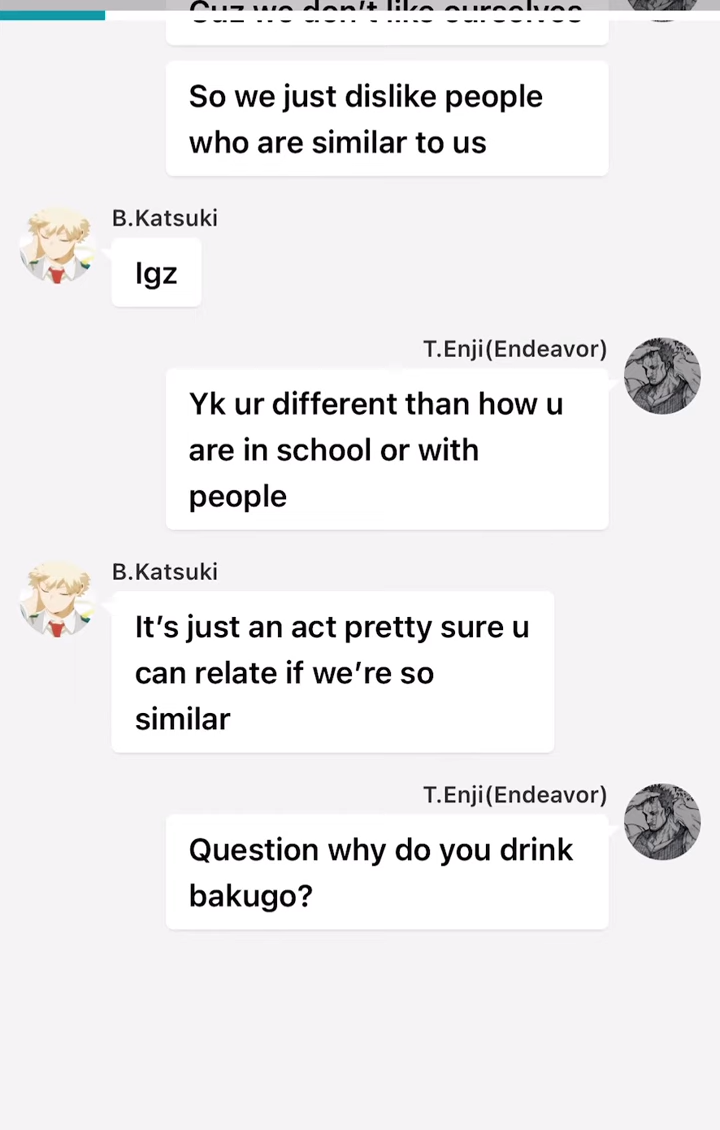 Cuz we don't like ourselves
So we just dislike people
who are similar to us
B.Katsuki
Igz
T.Enji(Endeavor)
Yk ur different than how u
are in school or with
people
B.Katsuki
It’s just an act pretty sure u
can relate if we’re so
similar
T.Enji(Endeavor)
Question why do you drink
bakugo?